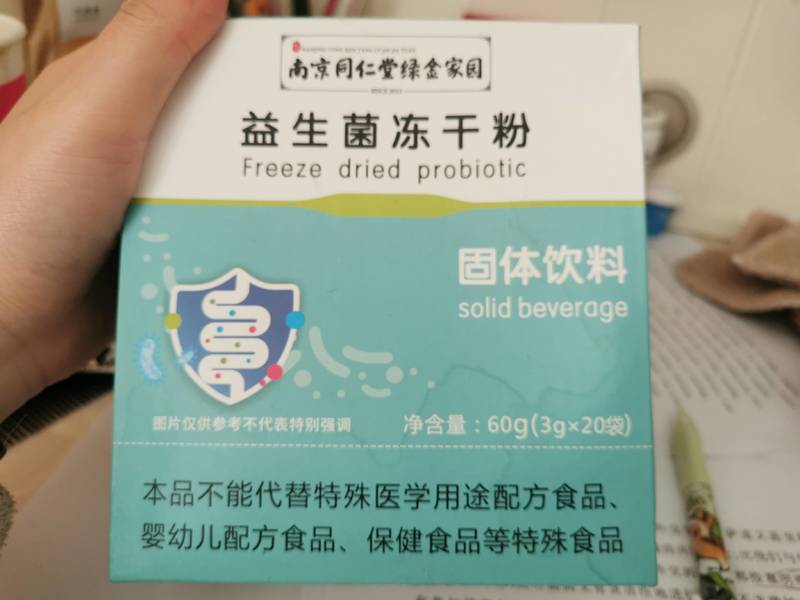 南京同仁堂绿金家园
益生菌冻干粉
Freeze dried probiotic
固体饮料
solid beverage
图片仅供参考不代表特别强调
净含量：60g(3g×20袋)
本品不能代替特殊医学用途配方食品、
婴幼儿配方食品、保健食品等特殊食品